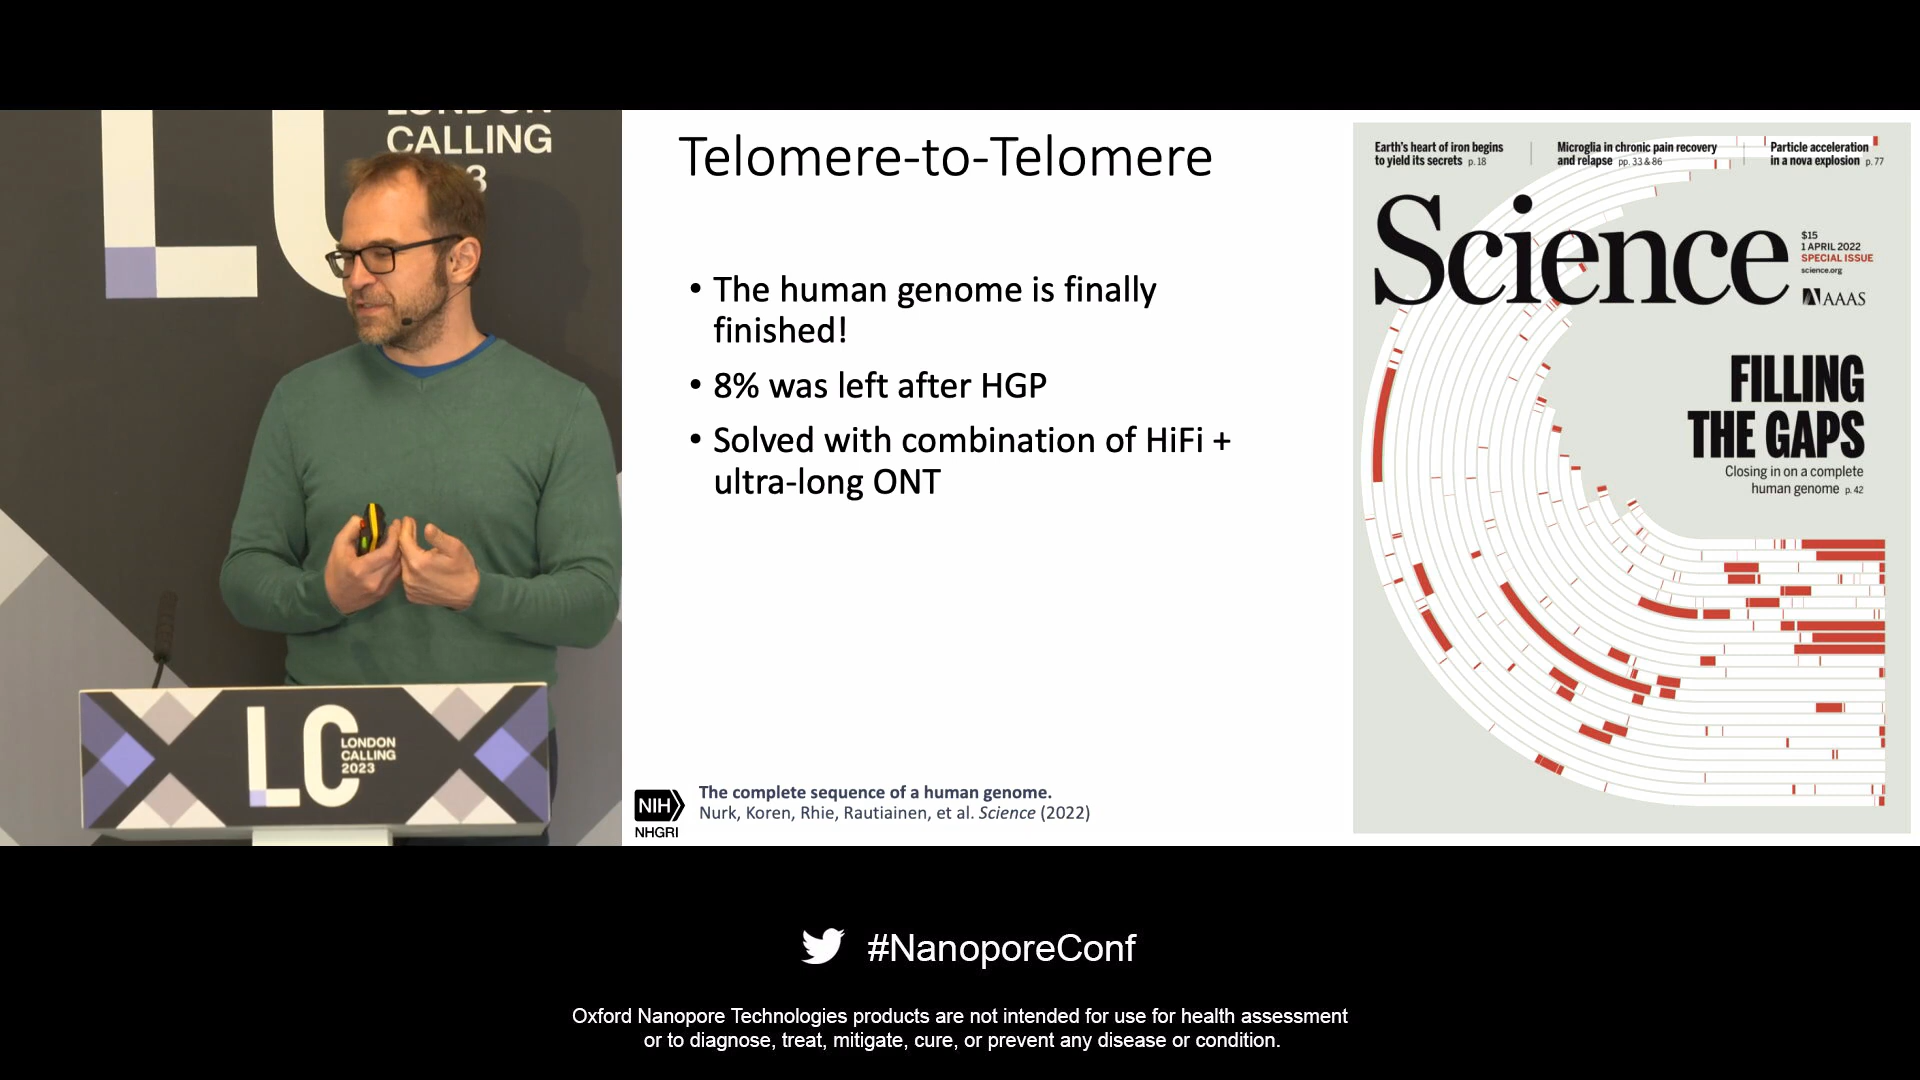 LC
LONDON
CALLING
3
LC
LONDON
CALLING
2023
Telomere-to-Telomere
• The human genome is finally
finished!
• 8% was left after HGP
• Solved with combination of HiFi +
ultra-long ONT
NIH
NHGRI
The complete sequence of a human genome.
Nurk, Koren, Rhie, Rautiainen, et al. Science (2022)
Earth's heart of iron begins
to yield its secrets p. 18
Microglia in chronic pain recovery
and relapse pp. 33 & 86
Particle acceleration
in a nova explosion p. 77
Science
$15
1 APRIL 2022
SPECIAL ISSUE
science.org
AAAS
FILLING
THE GAPS
Closing in on a complete
human genome p. 42
#NanoporeConf
Oxford Nanopore Technologies products are not intended for use for health assessment
or to diagnose, treat, mitigate, cure, or prevent any disease or condition.